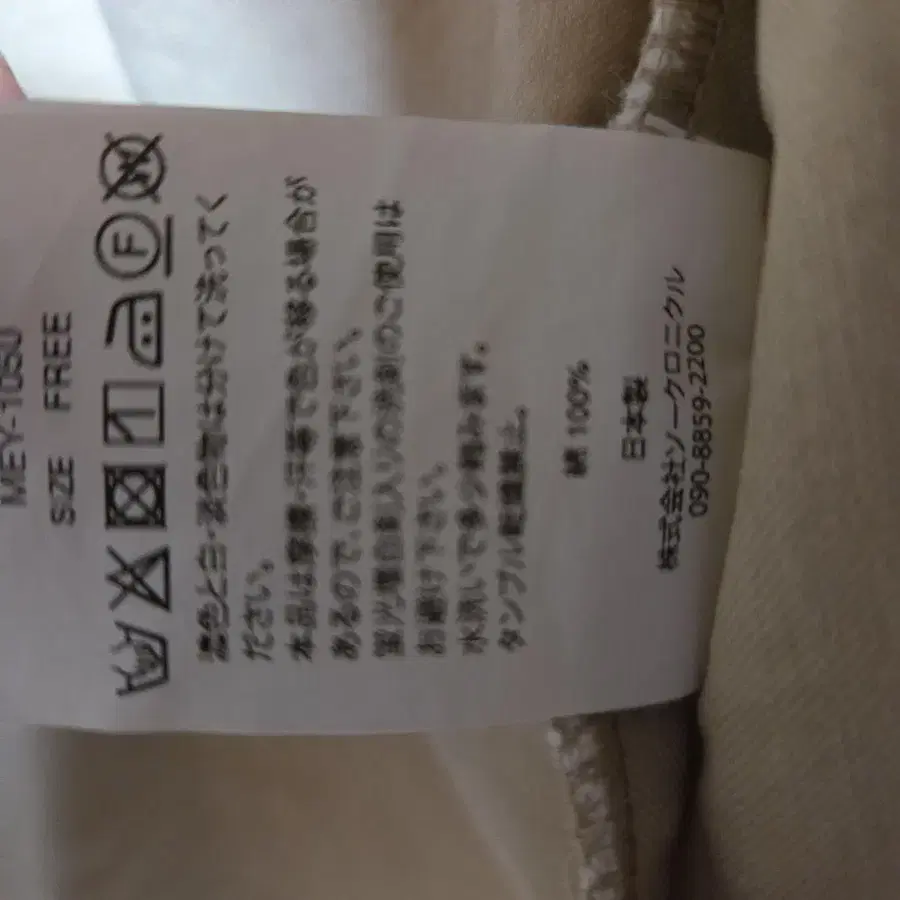 MEY-10SU
SIZE FREE
F W
濃色と白・淡色物は分けて洗ってく
ださい。
本品は摩擦・汗等で色が移る場合が
あるので、ご注意下さい。
蛍光増白剤入りの洗剤のご使用は
お避け下さい。
水洗いで多少縮みます。
タンブル乾燥禁止。
綿 100%
日本製
株式会社ソークロニクル
090-8859-2200